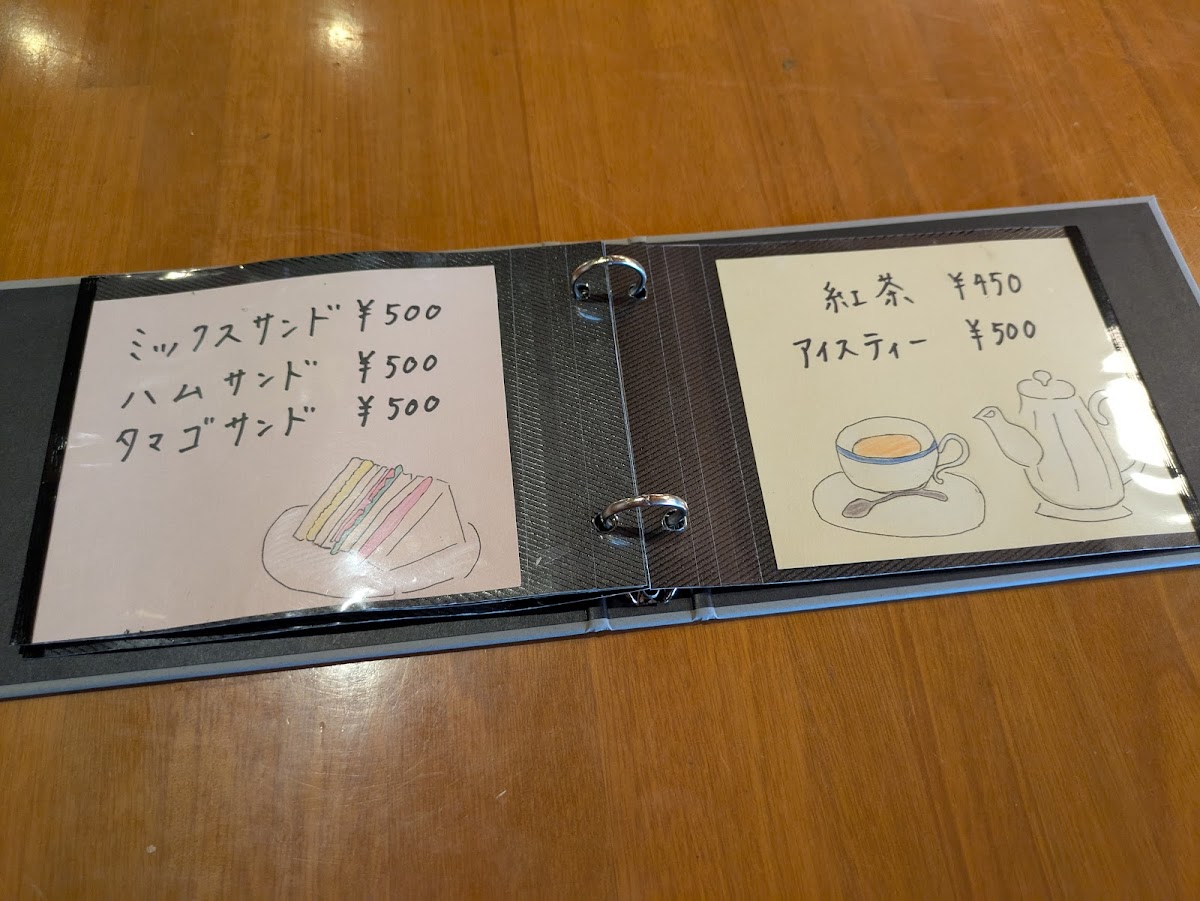 ミックスサンド ¥500
ハムサンド ¥500
タマゴサンド ¥500
紅茶 ¥450
アイスティー ¥500